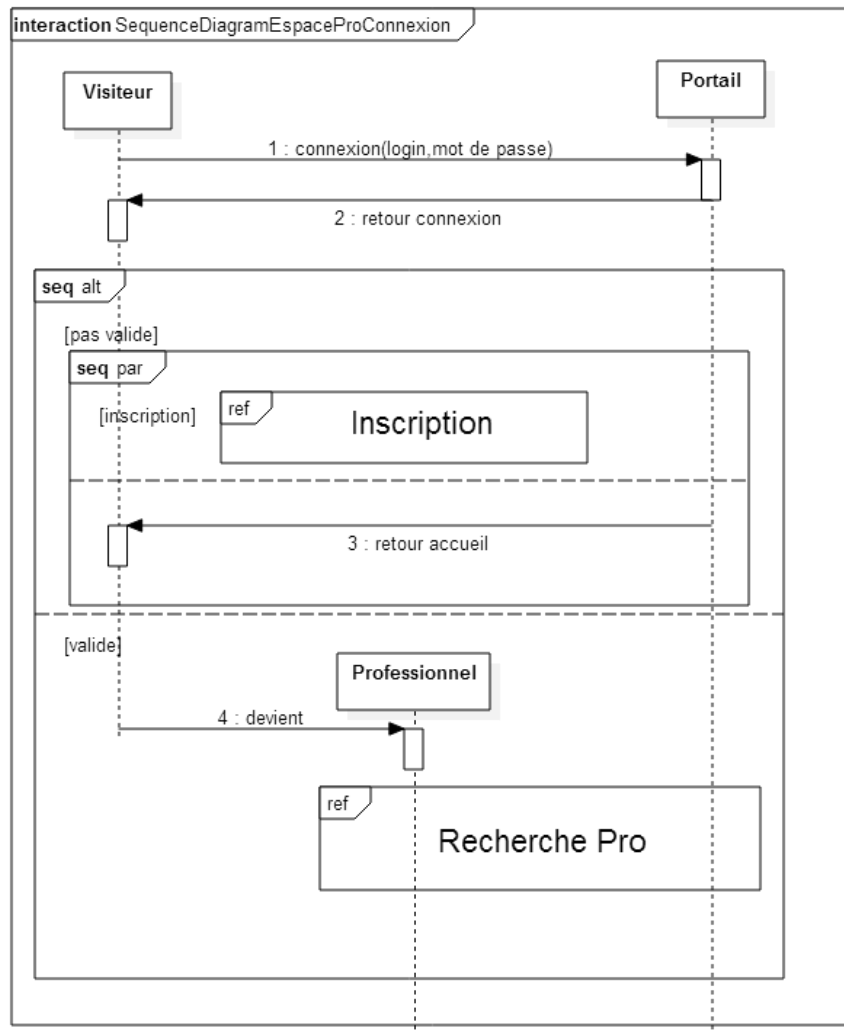 interaction SequenceDiagramEspaceProConnexion
Visiteur
Portail
1 : connexion(login,mot de passe)
2 : retour connexion
seq alt
[pas valide]
seq par
[inscription]
ref
Inscription
3 : retour accueil
[valide]
Professionnel
4 : devient
ref
Recherche Pro